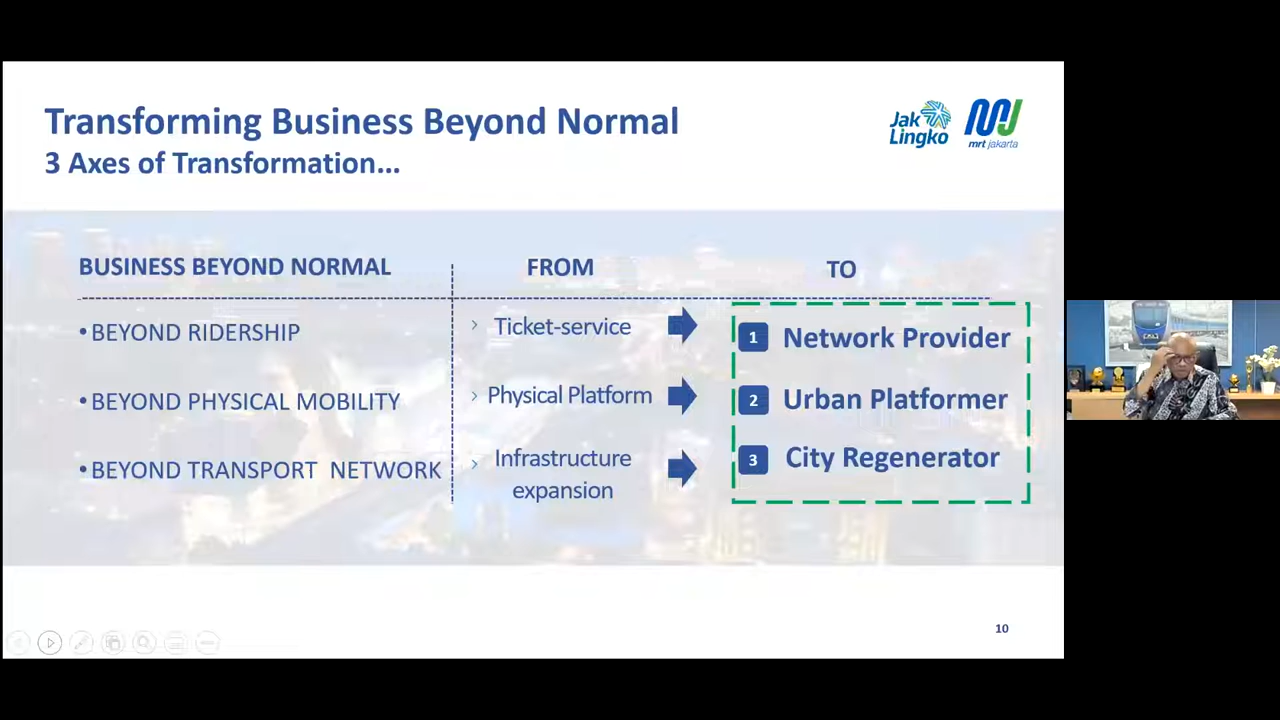 Transforming Business Beyond Normal
3 Axes of Transformation...
Jak
Lingko
mrt jakarta
BUSINESS BEYOND NORMAL
FROM
TO
•BEYOND RIDERSHIP
Ticket-service
1 Network Provider
•BEYOND PHYSICAL MOBILITY
Physical Platform
2 Urban Platformer
•BEYOND TRANSPORT NETWORK
Infrastructure
expansion
3 City Regenerator
10